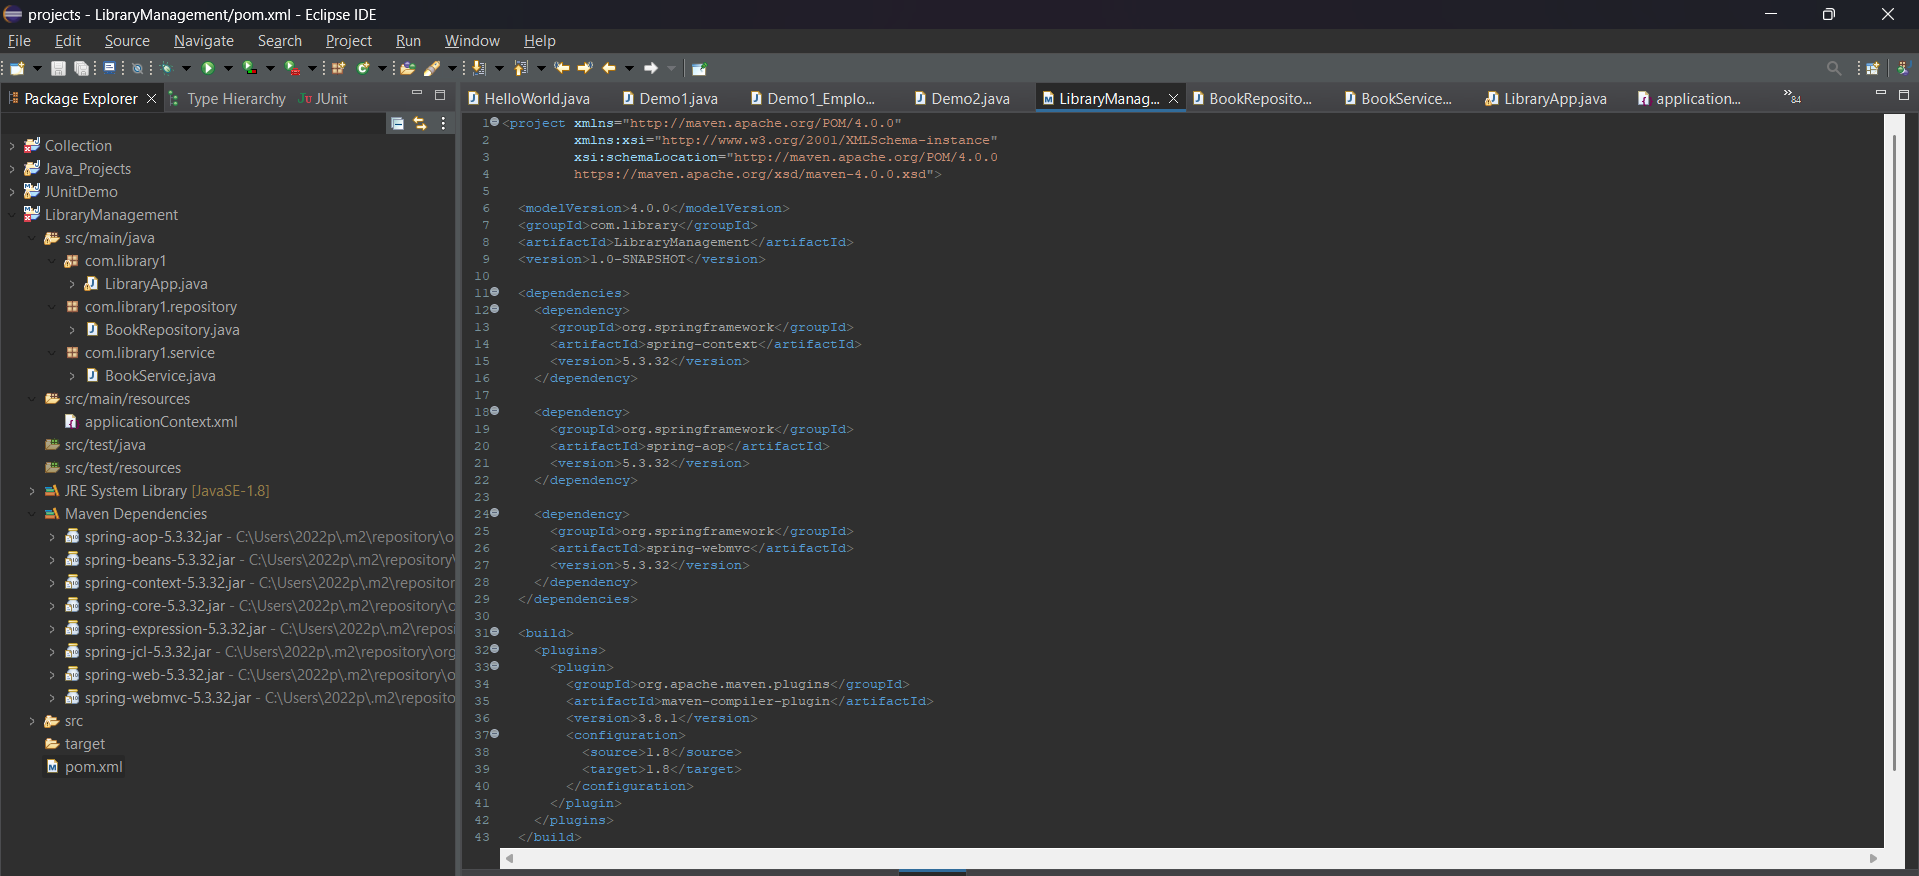 projects - LibraryManagement/pom.xml - Eclipse IDE
File Edit Source Navigate Search Project Run Window Help
Package Explorer Type Hierarchy JUnit
HelloWorld.java Demo1.java Demo1_Emplo... Demo2.java LibraryManag... BookReposito... BookService... LibraryApp.java application... »84
Collection
Java_Projects
JUnitDemo
LibraryManagement
src/main/java
com.library1
LibraryApp.java
com.library1.repository
BookRepository.java
com.library1.service
BookService.java
src/main/resources
applicationContext.xml
src/test/java
src/test/resources
JRE System Library [JavaSE-1.8]
Maven Dependencies
spring-aop-5.3.32.jar - C:\Users\2022p\.m2\repository\o
spring-beans-5.3.32.jar - C:\Users\2022p\.m2\repository\
spring-context-5.3.32.jar - C:\Users\2022p\.m2\repositor
spring-core-5.3.32.jar - C:\Users\2022p\.m2\repository\o
spring-expression-5.3.32.jar - C:\Users\2022p\.m2\repos
spring-jcl-5.3.32.jar - C:\Users\2022p\.m2\repository\org
spring-web-5.3.32.jar - C:\Users\2022p\.m2\repository\o
spring-webmvc-5.3.32.jar - C:\Users\2022p\.m2\reposito
src
target
pom.xml
1 <project xmlns="http://maven.apache.org/POM/4.0.0"
2 xmlns:xsi="http://www.w3.org/2001/XMLSchema-instance"
3 xsi:schemaLocation="http://maven.apache.org/POM/4.0.0
4 https://maven.apache.org/xsd/maven-4.0.0.xsd">
5
6 <modelVersion>4.0.0</modelVersion>
7 <groupId>com.library</groupId>
8 <artifactId>LibraryManagement</artifactId>
9 <version>1.0-SNAPSHOT</version>
10
11 <dependencies>
12 <dependency>
13 <groupId>org.springframework</groupId>
14 <artifactId>spring-context</artifactId>
15 <version>5.3.32</version>
16 </dependency>
17
18 <dependency>
19 <groupId>org.springframework</groupId>
20 <artifactId>spring-aop</artifactId>
21 <version>5.3.32</version>
22 </dependency>
23
24 <dependency>
25 <groupId>org.springframework</groupId>
26 <artifactId>spring-webmvc</artifactId>
27 <version>5.3.32</version>
28 </dependency>
29 </dependencies>
30
31 <build>
32 <plugins>
33 <plugin>
34 <groupId>org.apache.maven.plugins</groupId>
35 <artifactId>maven-compiler-plugin</artifactId>
36 <version>3.8.1</version>
37 <configuration>
38 <source>1.8</source>
39 <target>1.8</target>
40 </configuration>
41 </plugin>
42 </plugins>
43 </build>